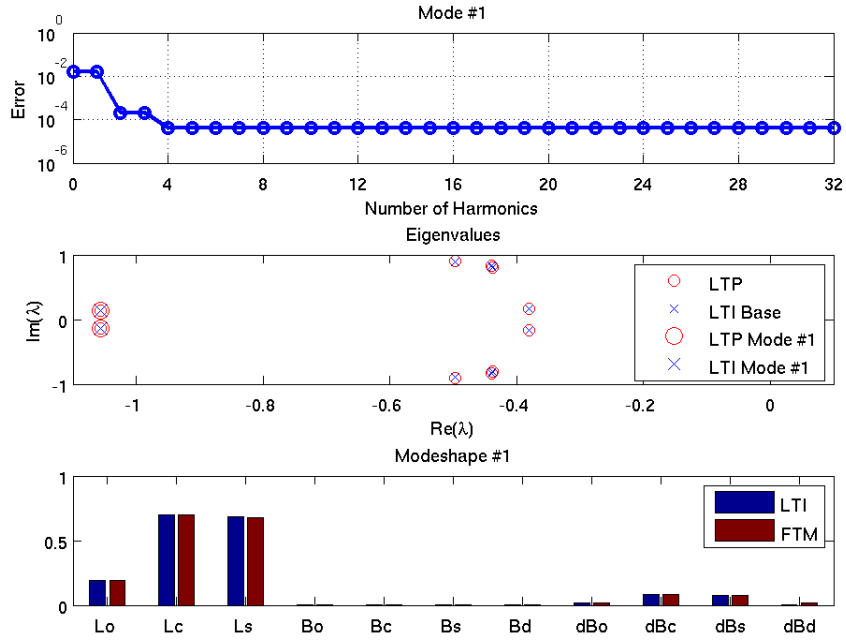 Mode #1
10^0
10^-2
10^-4
10^-6
Error
0 4 8 12 16 20 24 28 32
Number of Harmonics
Eigenvalues
1
0
-1
Im(λ)
LTP
LTI Base
LTP Mode #1
LTI Mode #1
-1 -0.8 -0.6 -0.4 -0.2 0
Re(λ)
Modeshape #1
1
0.5
0
LTI
FTM
Lo Lc Ls Bo Bc Bs Bd dBo dBc dBs dBd